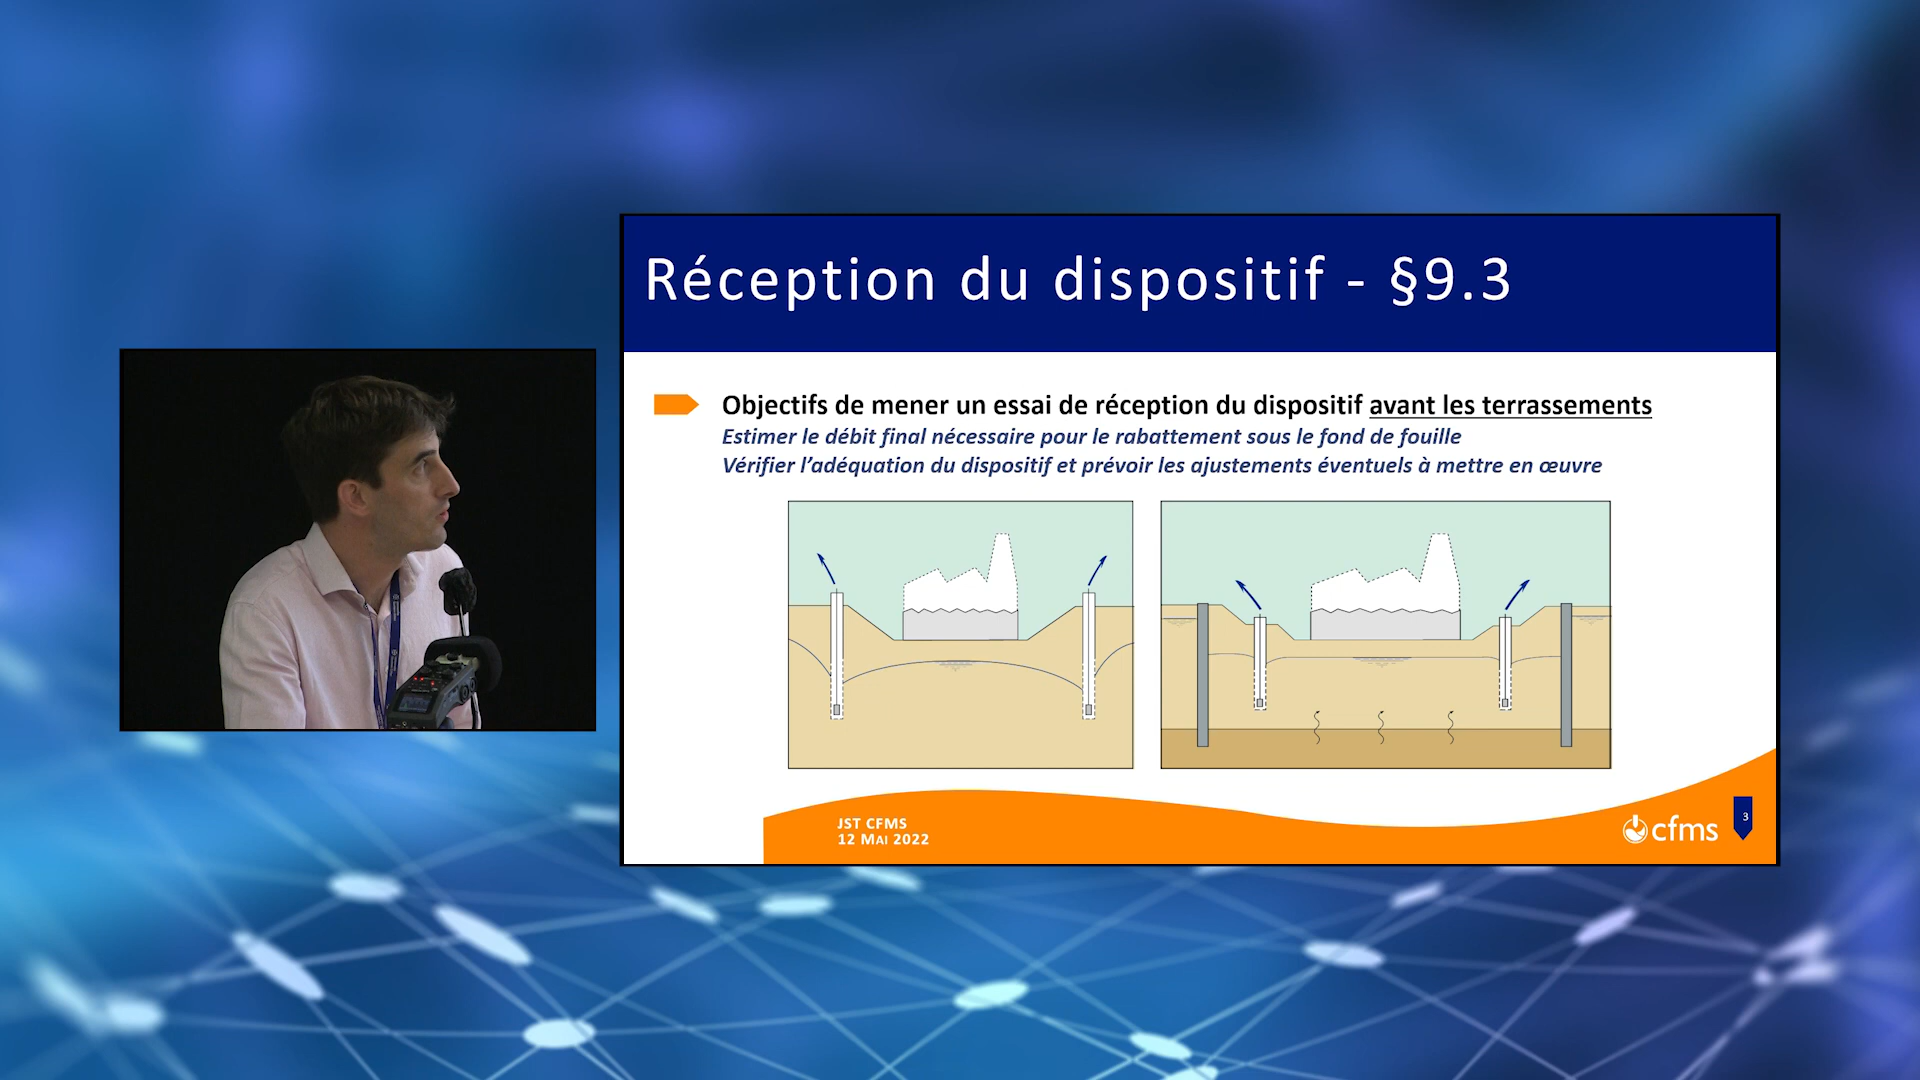 Réception du dispositif - §9.3
Objectifs de mener un essai de réception du dispositif avant les terrassements
Estimer le débit final nécessaire pour le rabattement sous le fond de fouille
Vérifier l’adéquation du dispositif et prévoir les ajustements éventuels à mettre en œuvre
JST CFMS
12 MAI 2022
cfms
3